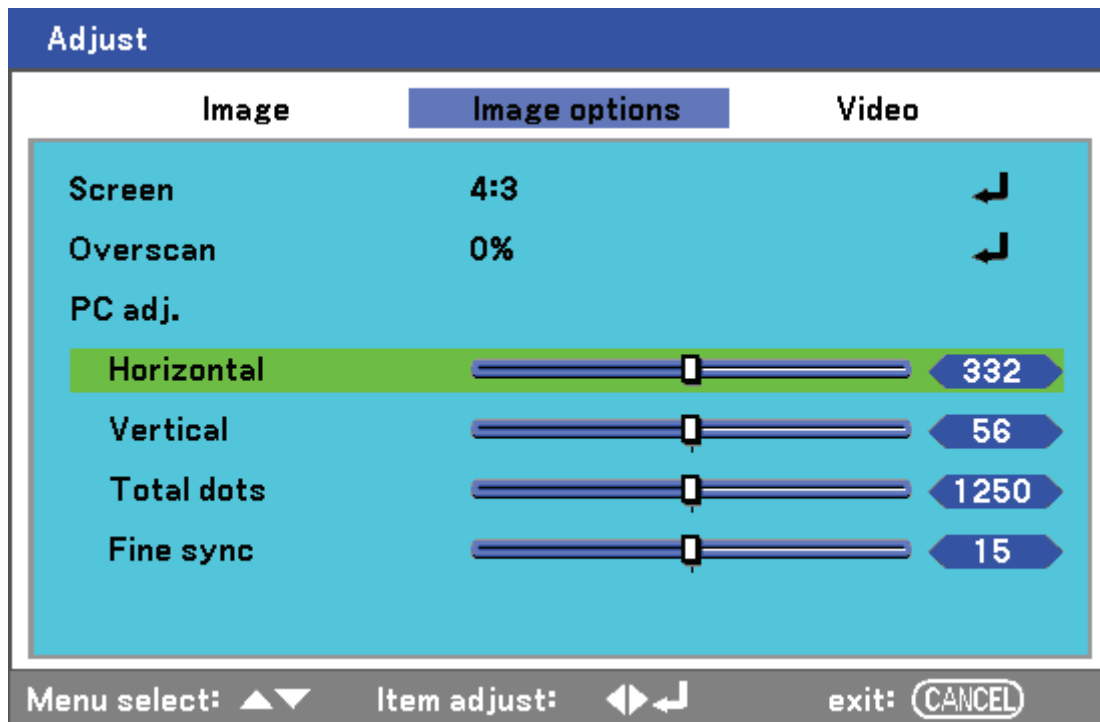 Adjust
Image Image options Video
Screen 4:3
Overscan 0%
PC adj.
Horizontal 332
Vertical 56
Total dots 1250
Fine sync 15
Menu select: Item adjust: exit: CANCEL